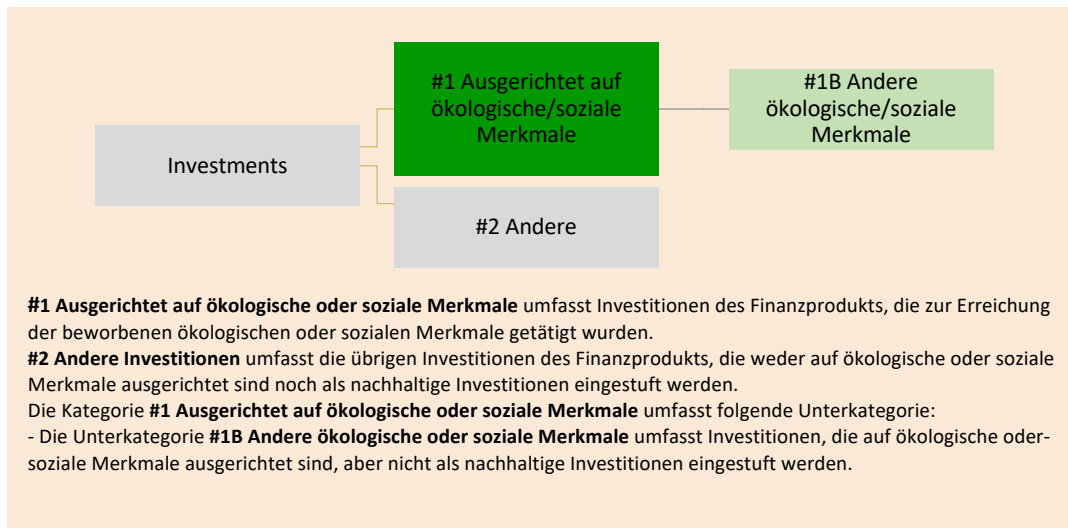 #1 Ausgerichtet auf
ökologische/soziale
Merkmale
#1B Andere
ökologische/soziale
Merkmale
Investments
#2 Andere
#1 Ausgerichtet auf ökologische oder soziale Merkmale umfasst Investitionen des Finanzprodukts, die zur Erreichung
der beworbenen ökologischen oder sozialen Merkmale getätigt wurden.
#2 Andere Investitionen umfasst die übrigen Investitionen des Finanzprodukts, die weder auf ökologische oder soziale
Merkmale ausgerichtet sind noch als nachhaltige Investitionen eingestuft werden.
Die Kategorie #1 Ausgerichtet auf ökologische oder soziale Merkmale umfasst folgende Unterkategorie:
- Die Unterkategorie #1B Andere ökologische oder soziale Merkmale umfasst Investitionen, die auf ökologische oder-
soziale Merkmale ausgerichtet sind, aber nicht als nachhaltige Investitionen eingestuft werden.